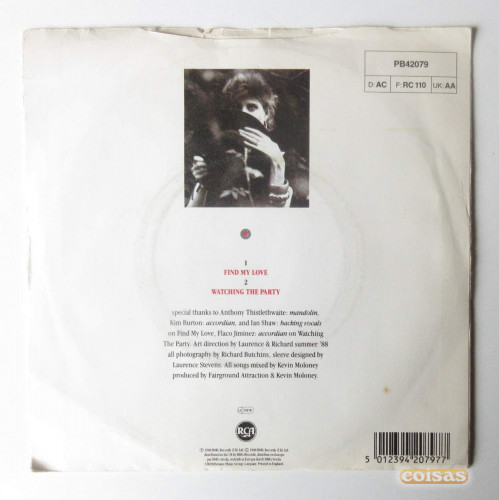 PB42079
D: AC F: RC 110 UK: AA
1
FIND MY LOVE
2
WATCHING THE PARTY
special thanks to Anthony Thistlethwaite: mandolin,
Kim Burton: accordian, and Ian Shaw: backing vocals
on Find My Love, Flaco Jiminez: accordian on Watching
The Party. Art direction by Laurence & Richard summer '88
all photography by Richard Butchins, sleeve designed by
Laurence Stevens. All songs mixed by Kevin Moloney
produced by Fairground Attraction & Kevin Moloney.
RCA
5 012394 207977
coisas